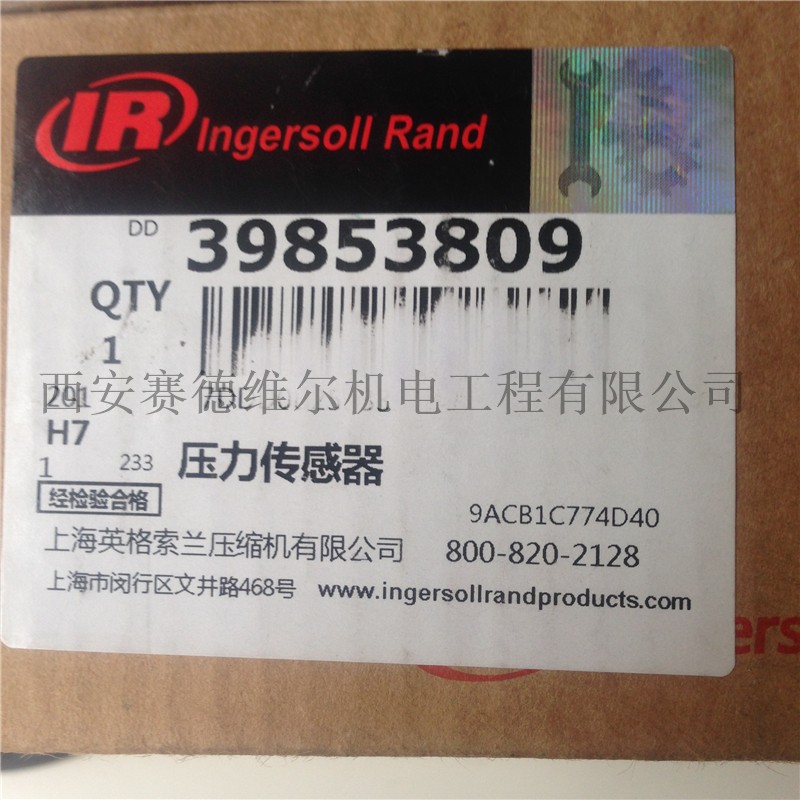 IR Ingersoll Rand
DD 39853809
QTY
1
西安赛德维尔机电工程有限公司
201
H7
1 233 压力传感器
经检验合格
9ACB1C774D40
上海英格索兰压缩机有限公司 800-820-2128
上海市闵行区文井路468号 www.ingersollrandproducts.com
ers